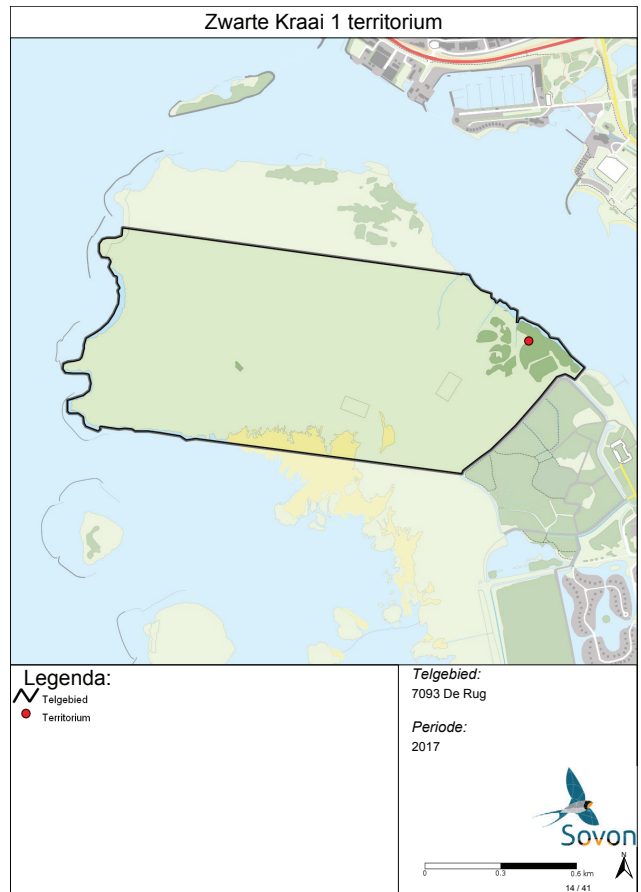 Zwarte Kraai 1 territorium
Legenda:
Telgebied
Territorium
Telgebied:
7093 De Rug
Periode:
2017
Sovon
N
0 0.3 0.6 km
14 / 41